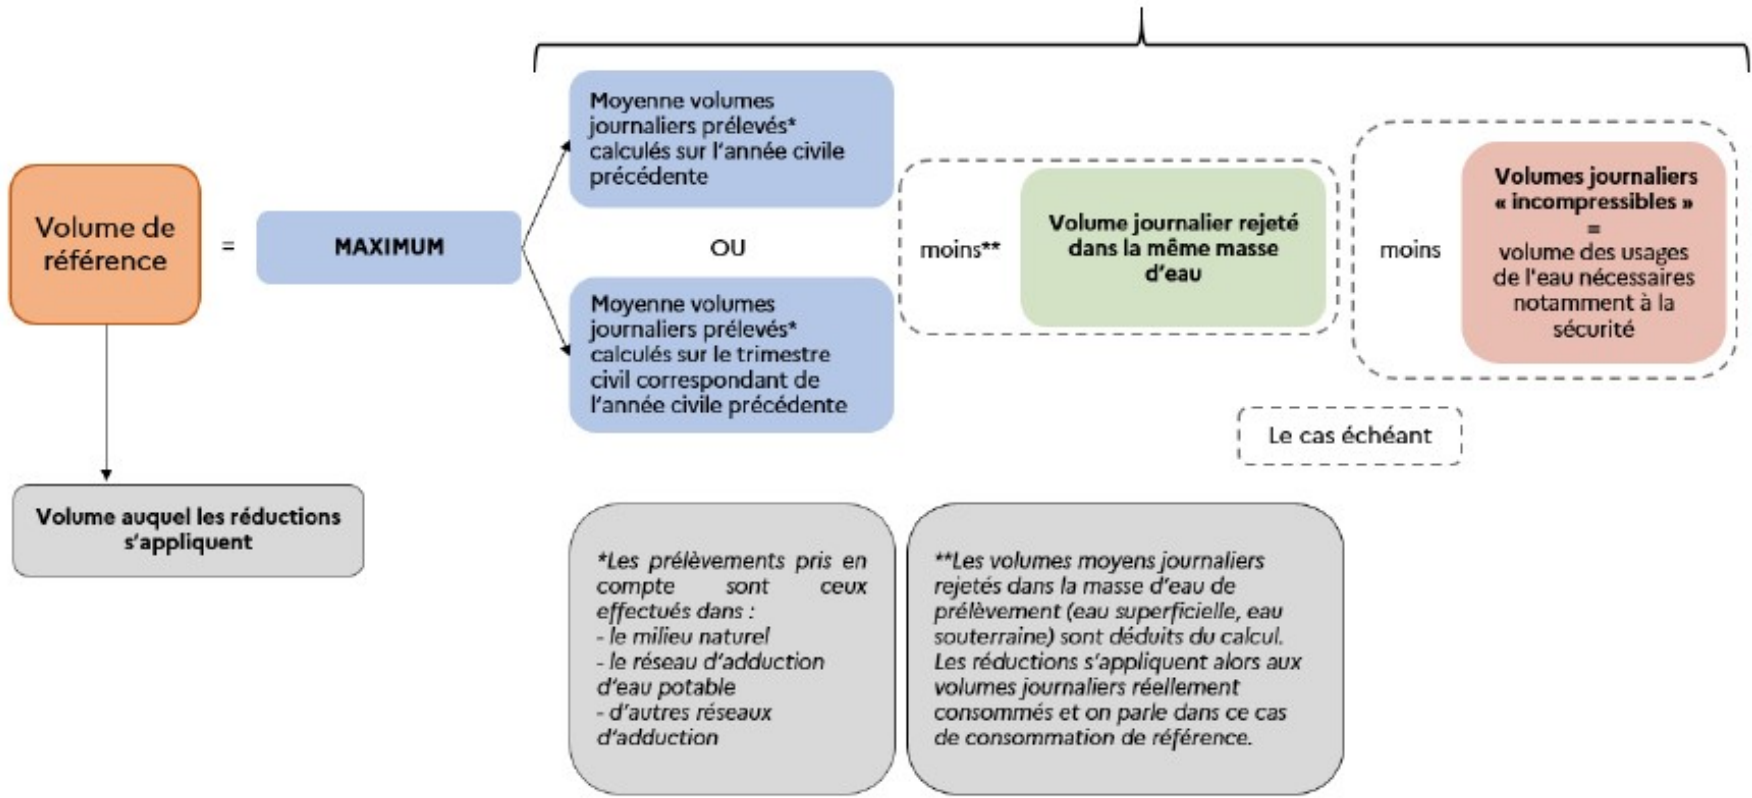 Volume de
référence
=
MAXIMUM
Moyenne volumes
journaliers prélevés*
calculés sur l'année civile
précédente
OU
Moyenne volumes
journaliers prélevés*
calculés sur le trimestre
civil correspondant de
l'année civile précédente
moins**
Volume journalier rejeté
dans la même masse
d'eau
moins
Volumes journaliers
« incompressibles »
=
volume des usages
de l'eau nécessaires
notamment à la
sécurité
Le cas échéant
Volume auquel les réductions
s'appliquent
*Les prélèvements pris en
compte sont ceux
effectués dans :
- le milieu naturel
- le réseau d'adduction
d'eau potable
- d'autres réseaux
d'adduction
**Les volumes moyens journaliers
rejetés dans la masse d'eau de
prélèvement (eau superficielle, eau
souterraine) sont déduits du calcul.
Les réductions s'appliquent alors aux
volumes journaliers réellement
consommés et on parle dans ce cas
de consommation de référence.